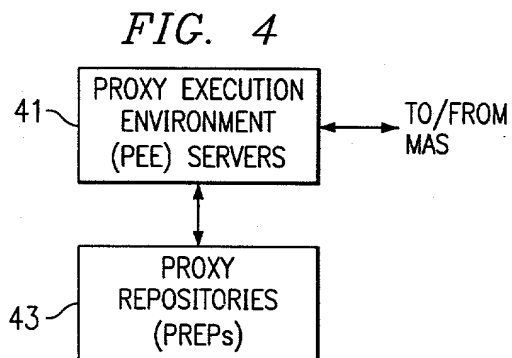 FIG. 4
41
PROXY EXECUTION
ENVIRONMENT
(PEE) SERVERS
TO/FROM
MAS
43
PROXY
REPOSITORIES
(PREPs)